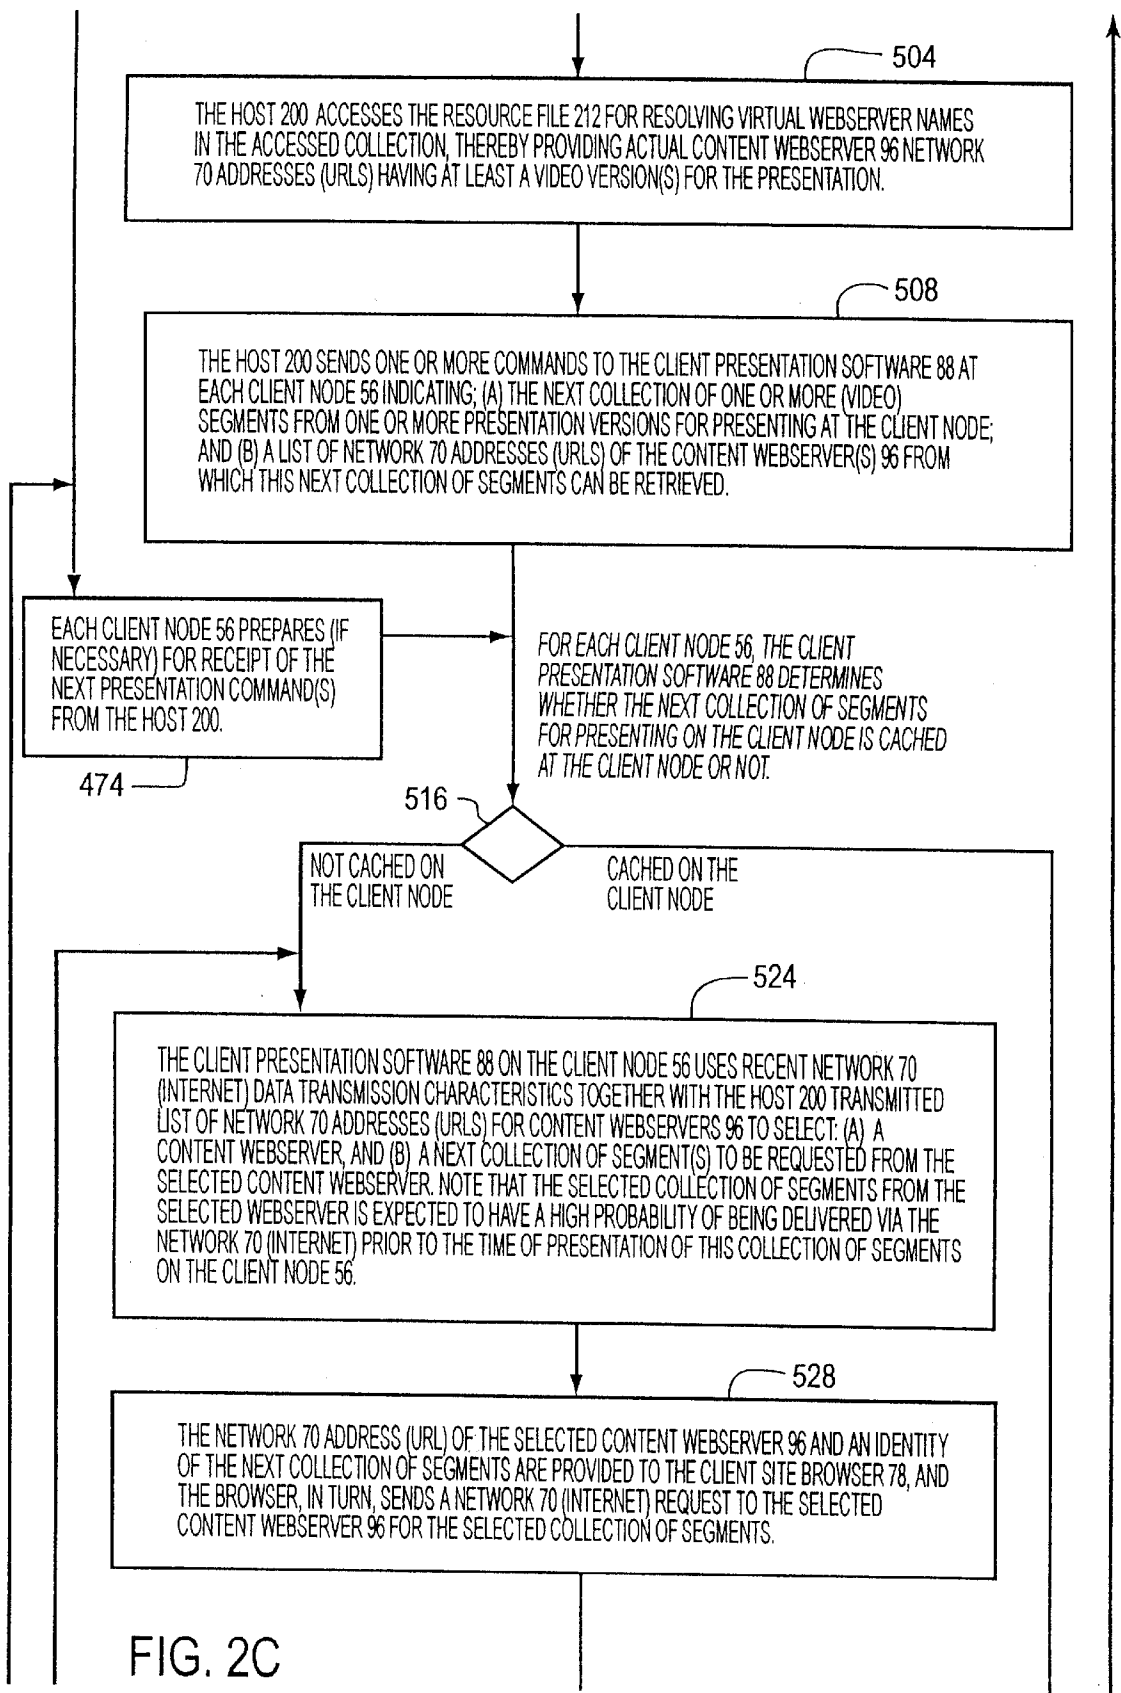 504
THE HOST 200 ACCESSES THE RESOURCE FILE 212 FOR RESOLVING VIRTUAL WEBSERVER NAMES
IN THE ACCESSED COLLECTION, THEREBY PROVIDING ACTUAL CONTENT WEBSERVER 96 NETWORK
70 ADDRESSES (URLS) HAVING AT LEAST A VIDEO VERSION(S) FOR THE PRESENTATION.
508
THE HOST 200 SENDS ONE OR MORE COMMANDS TO THE CLIENT PRESENTATION SOFTWARE 88 AT
EACH CLIENT NODE 56 INDICATING; (A) THE NEXT COLLECTION OF ONE OR MORE (VIDEO)
SEGMENTS FROM ONE OR MORE PRESENTATION VERSIONS FOR PRESENTING AT THE CLIENT NODE;
AND (B) A LIST OF NETWORK 70 ADDRESSES (URLS) OF THE CONTENT WEBSERVER(S) 96 FROM
WHICH THIS NEXT COLLECTION OF SEGMENTS CAN BE RETRIEVED.
EACH CLIENT NODE 56 PREPARES (IF
NECESSARY) FOR RECEIPT OF THE
NEXT PRESENTATION COMMAND(S)
FROM THE HOST 200.
474
FOR EACH CLIENT NODE 56, THE CLIENT
PRESENTATION SOFTWARE 88 DETERMINES
WHETHER THE NEXT COLLECTION OF SEGMENTS
FOR PRESENTING ON THE CLIENT NODE IS CACHED
AT THE CLIENT NODE OR NOT.
516
NOT CACHED ON
THE CLIENT NODE
CACHED ON THE
CLIENT NODE
524
THE CLIENT PRESENTATION SOFTWARE 88 ON THE CLIENT NODE 56 USES RECENT NETWORK 70
(INTERNET) DATA TRANSMISSION CHARACTERISTICS TOGETHER WITH THE HOST 200 TRANSMITTED
LIST OF NETWORK 70 ADDRESSES (URLS) FOR CONTENT WEBSERVERS 96 TO SELECT: (A) A
CONTENT WEBSERVER, AND (B) A NEXT COLLECTION OF SEGMENT(S) TO BE REQUESTED FROM THE
SELECTED CONTENT WEBSERVER. NOTE THAT THE SELECTED COLLECTION OF SEGMENTS FROM THE
SELECTED WEBSERVER IS EXPECTED TO HAVE A HIGH PROBABILITY OF BEING DELIVERED VIA THE
NETWORK 70 (INTERNET) PRIOR TO THE TIME OF PRESENTATION OF THIS COLLECTION OF SEGMENTS
ON THE CLIENT NODE 56.
528
THE NETWORK 70 ADDRESS (URL) OF THE SELECTED CONTENT WEBSERVER 96 AND AN IDENTITY
OF THE NEXT COLLECTION OF SEGMENTS ARE PROVIDED TO THE CLIENT SITE BROWSER 78, AND
THE BROWSER, IN TURN, SENDS A NETWORK 70 (INTERNET) REQUEST TO THE SELECTED
CONTENT WEBSERVER 96 FOR THE SELECTED COLLECTION OF SEGMENTS.
FIG. 2C